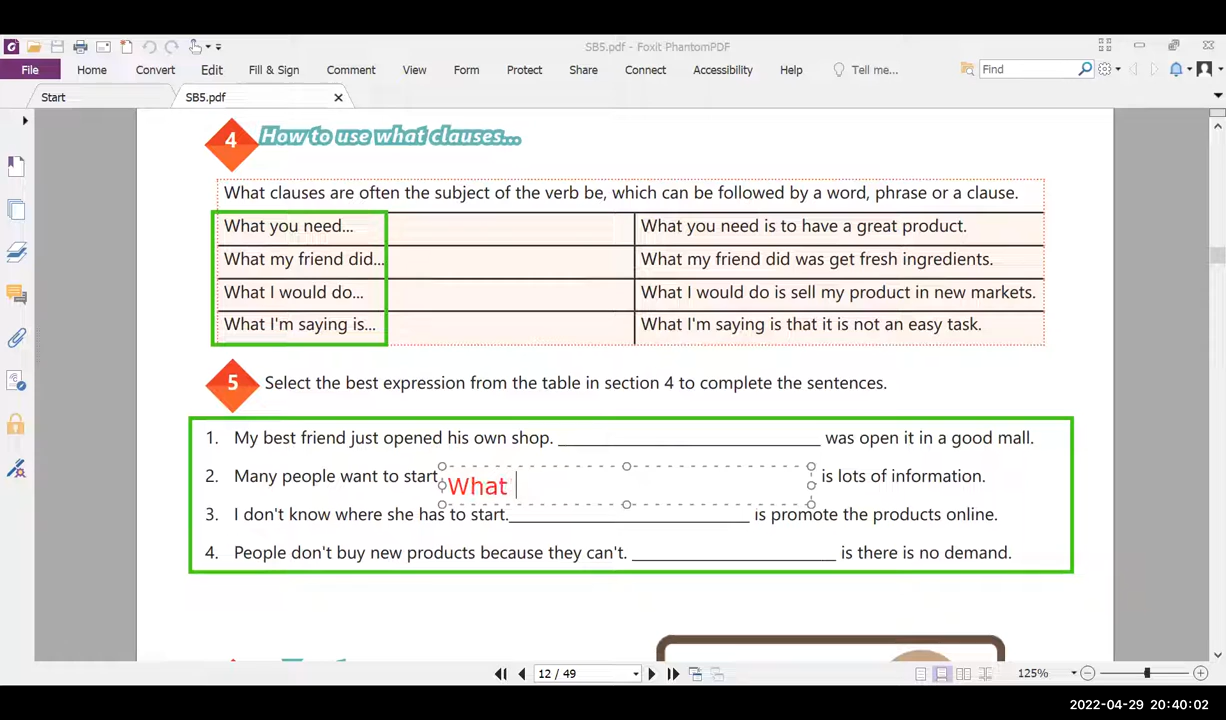 SB5.pdf - Foxit PhantomPDF
File Home Convert Edit Fill & Sign Comment View Form Protect Share Connect Accessibility Help Tell me... Find
Start SB5.pdf
4 How to use what clauses...
What clauses are often the subject of the verb be, which can be followed by a word, phrase or a clause.
What you need... What you need is to have a great product.
What my friend did... What my friend did was get fresh ingredients.
What I would do... What I would do is sell my product in new markets.
What I'm saying is... What I'm saying is that it is not an easy task.
5 Select the best expression from the table in section 4 to complete the sentences.
1. My best friend just opened his own shop. ____________________ was open it in a good mall.
2. Many people want to start What is lots of information.
3. I don't know where she has to start.____________________ is promote the products online.
4. People don't buy new products because they can't. ____________________ is there is no demand.
12 / 49 125%
2022-04-29 20:40:02